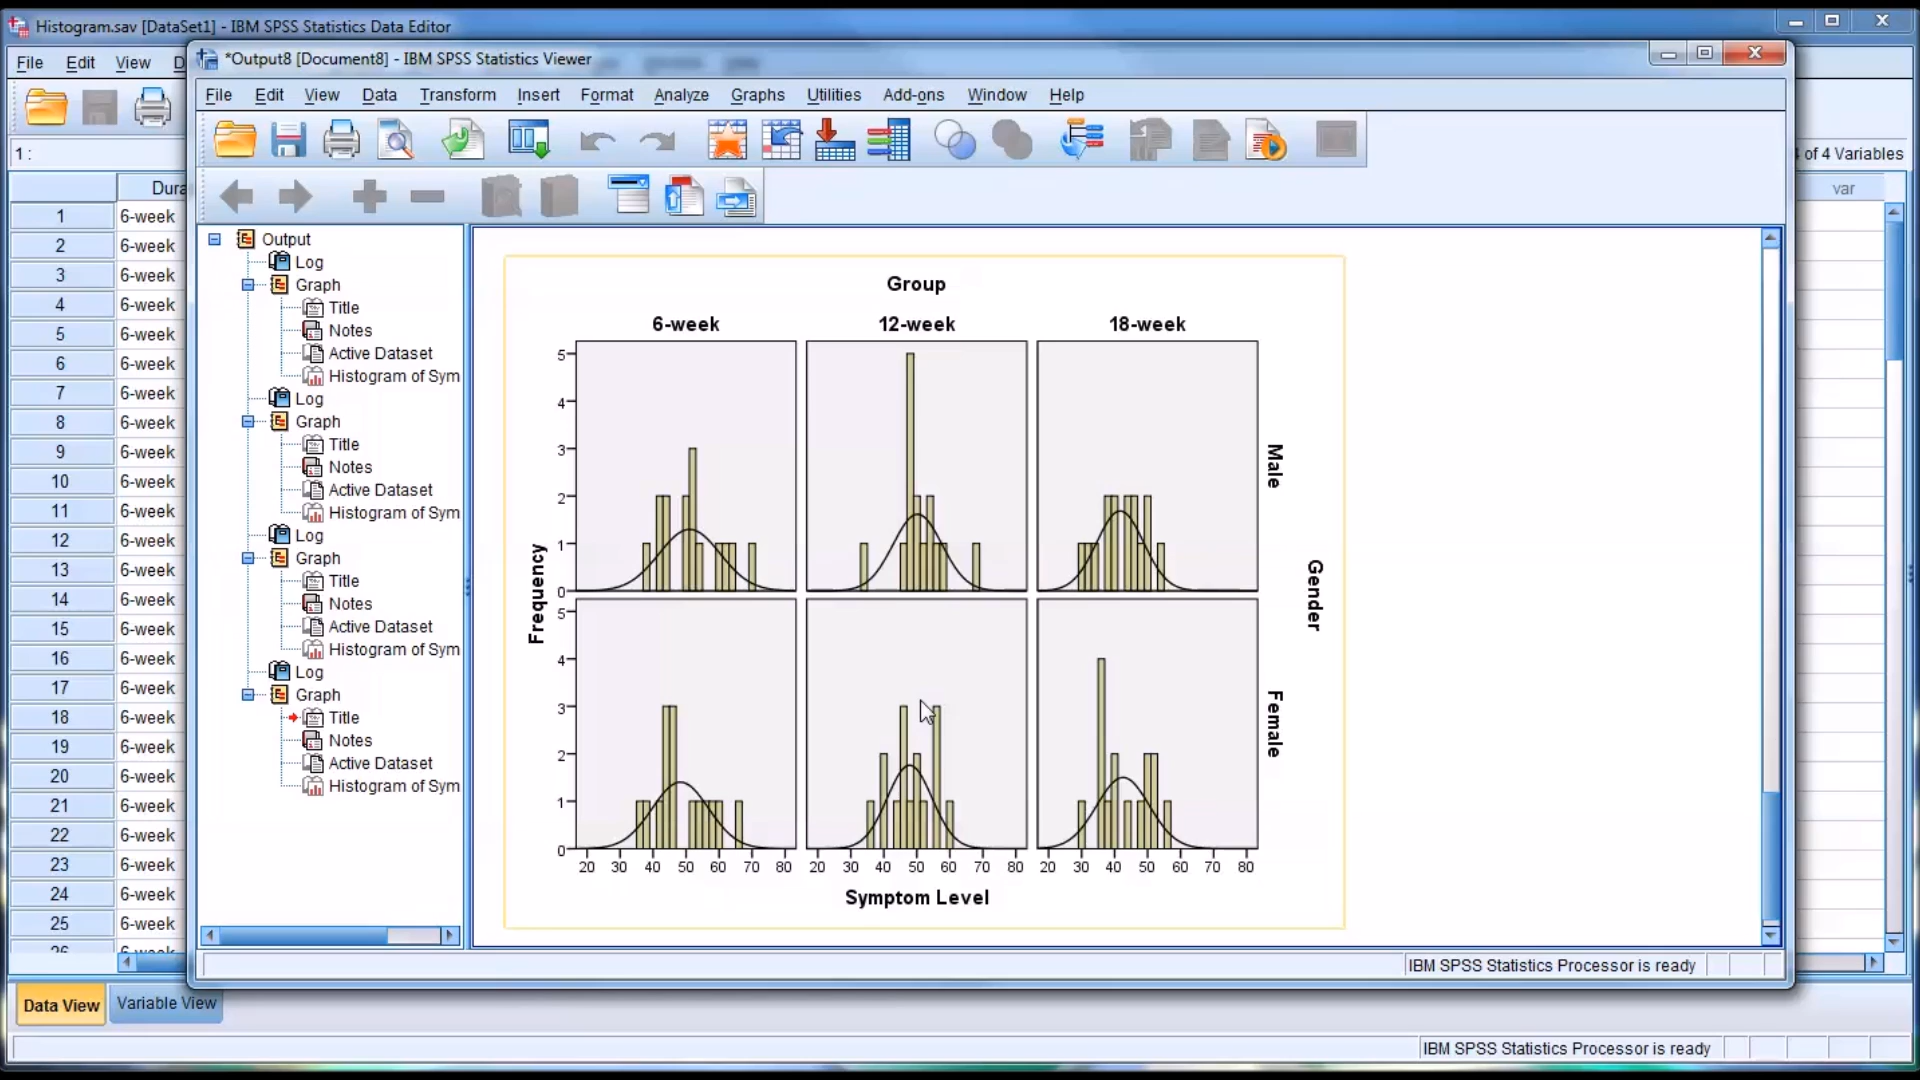 Histogram.sav [DataSet1] - IBM SPSS Statistics Data Editor
File Edit View D
1 :
4 of 4 Variables
Dura
var
1 6-week
2 6-week
3 6-week
4 6-week
5 6-week
6 6-week
7 6-week
8 6-week
9 6-week
10 6-week
11 6-week
12 6-week
13 6-week
14 6-week
15 6-week
16 6-week
17 6-week
18 6-week
19 6-week
20 6-week
21 6-week
22 6-week
23 6-week
24 6-week
25 6-week
26 6-week
Data View Variable View
IBM SPSS Statistics Processor is ready
*Output8 [Document8] - IBM SPSS Statistics Viewer
File Edit View Data Transform Insert Format Analyze Graphs Utilities Add-ons Window Help
Output
Log
Graph
Title
Notes
Active Dataset
Histogram of Sym
Log
Graph
Title
Notes
Active Dataset
Histogram of Sym
Log
Graph
Title
Notes
Active Dataset
Histogram of Sym
Log
Graph
Title
Notes
Active Dataset
Histogram of Sym
Group
6-week 12-week 18-week
5
4
3
2
1
0
Male
Frequency
Gender
5
4
3
2
1
0
Female
20 30 40 50 60 70 80 20 30 40 50 60 70 80 20 30 40 50 60 70 80
Symptom Level
IBM SPSS Statistics Processor is ready